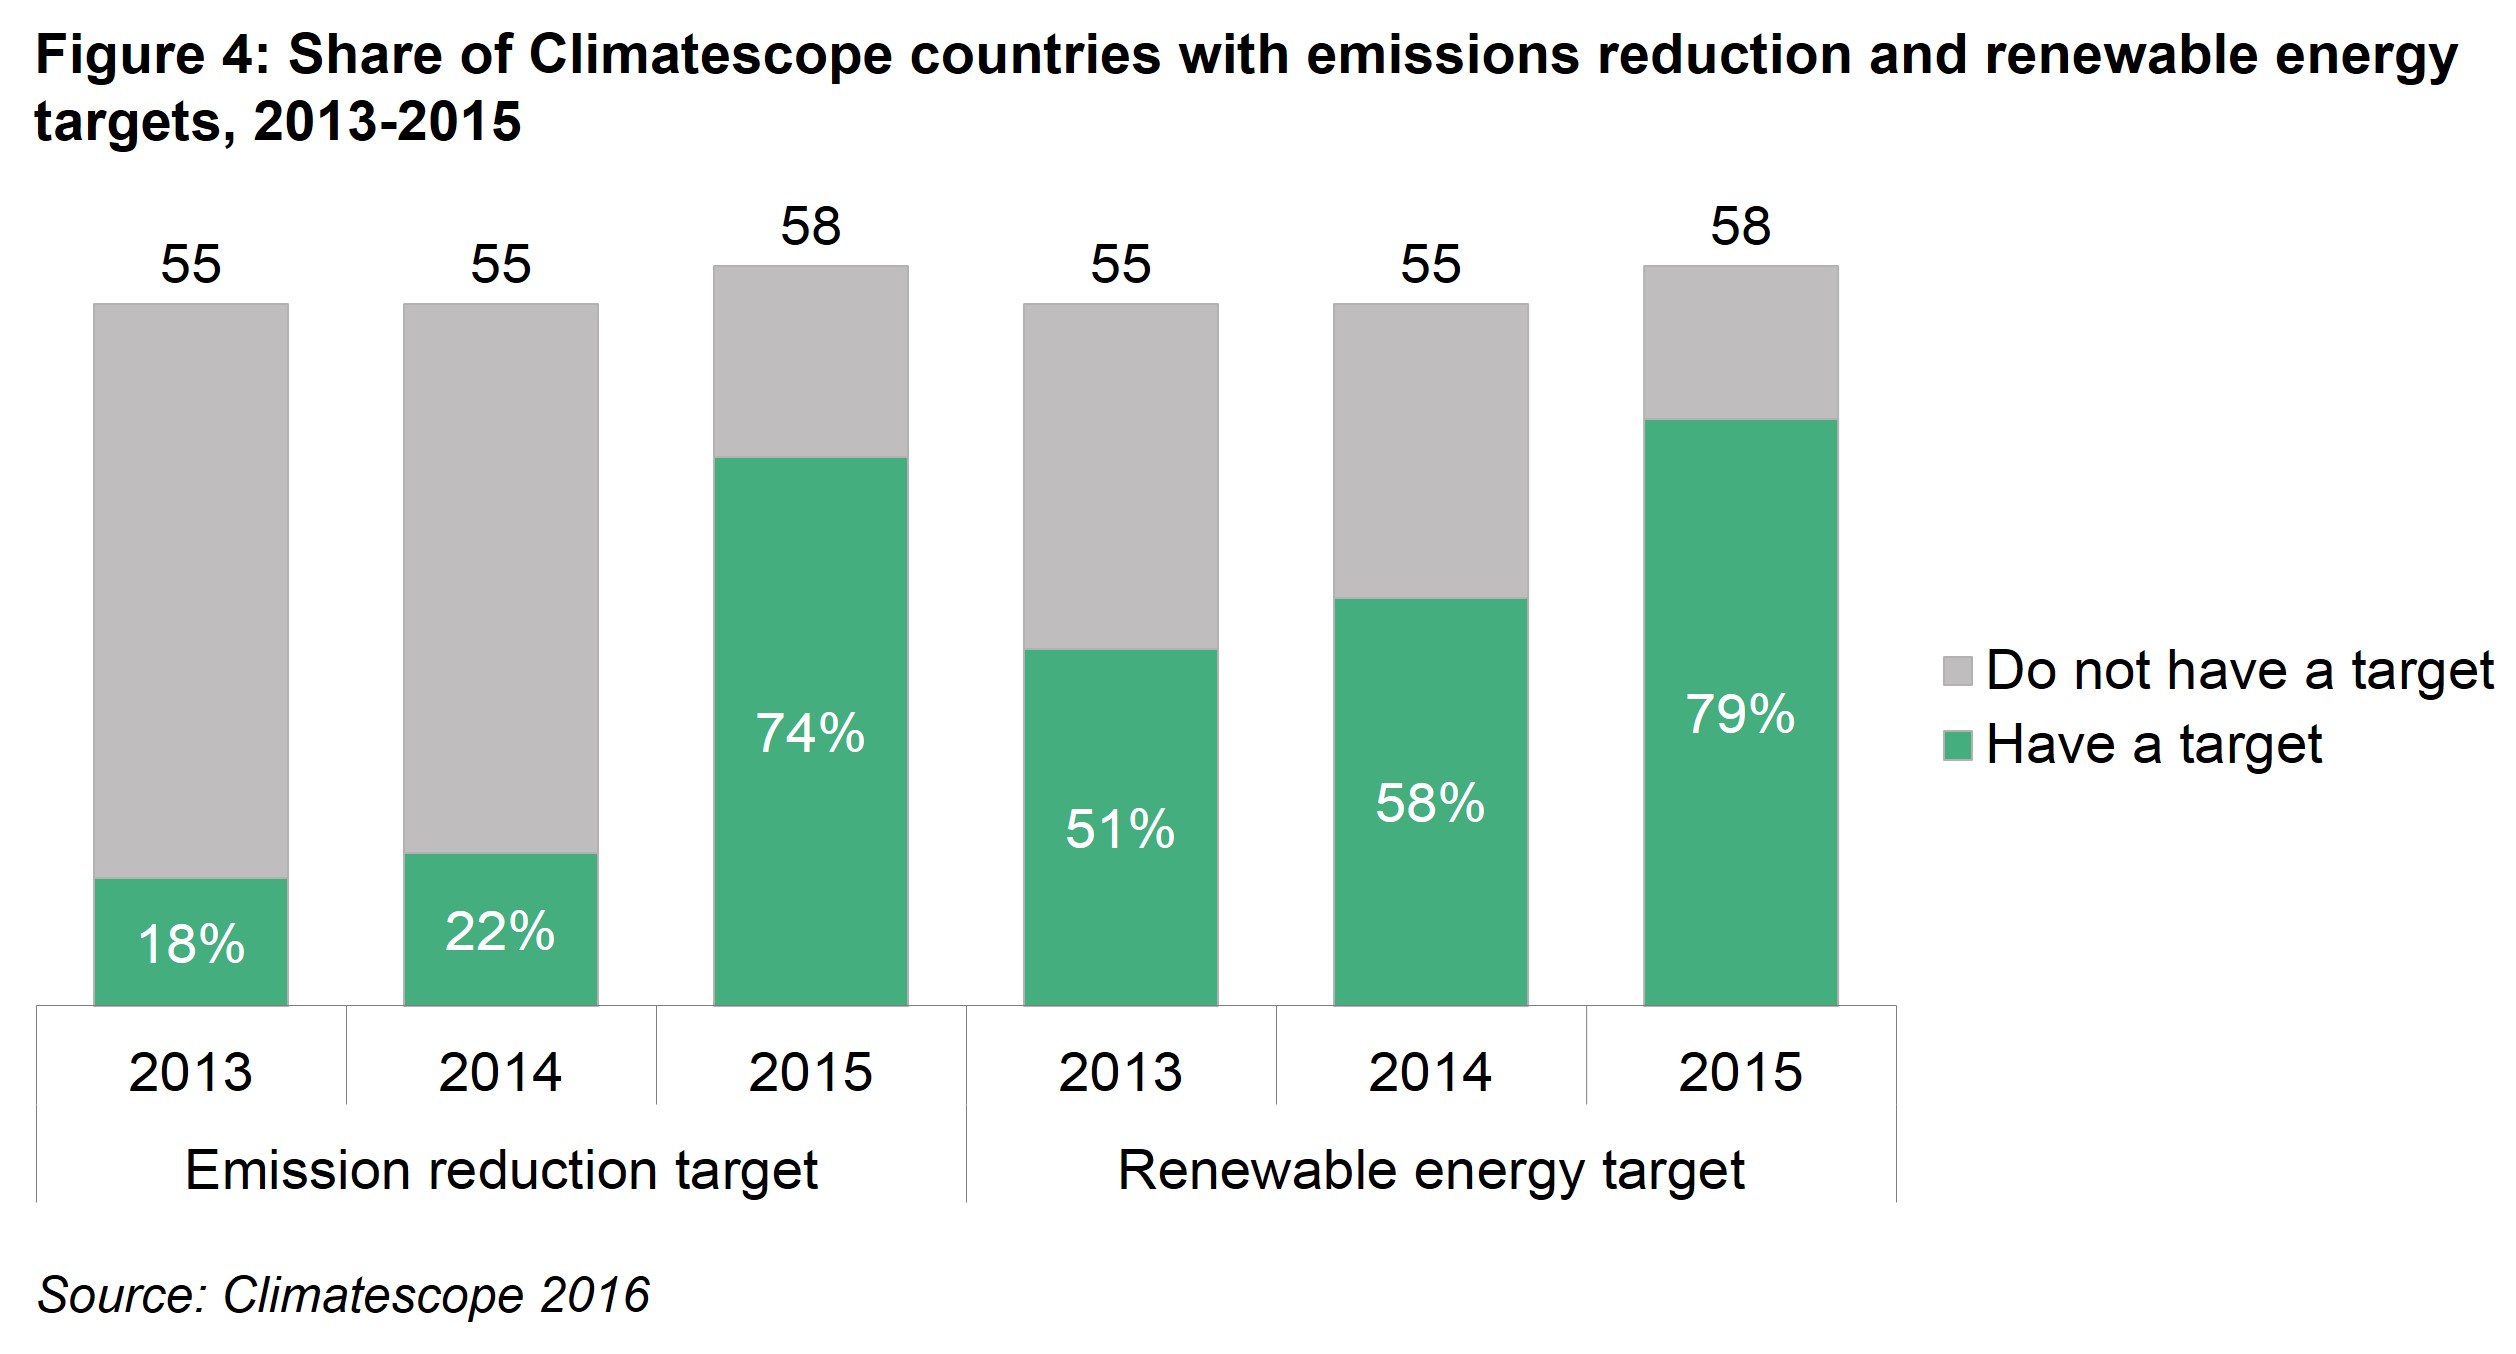 Figure 4: Share of Climatescope countries with emissions reduction and renewable energy
targets, 2013-2015
55
55
58
55
55
58
18%
22%
74%
51%
58%
79%
Do not have a target
Have a target
2013
2014
2015
2013
2014
2015
Emission reduction target
Renewable energy target
Source: Climatescope 2016